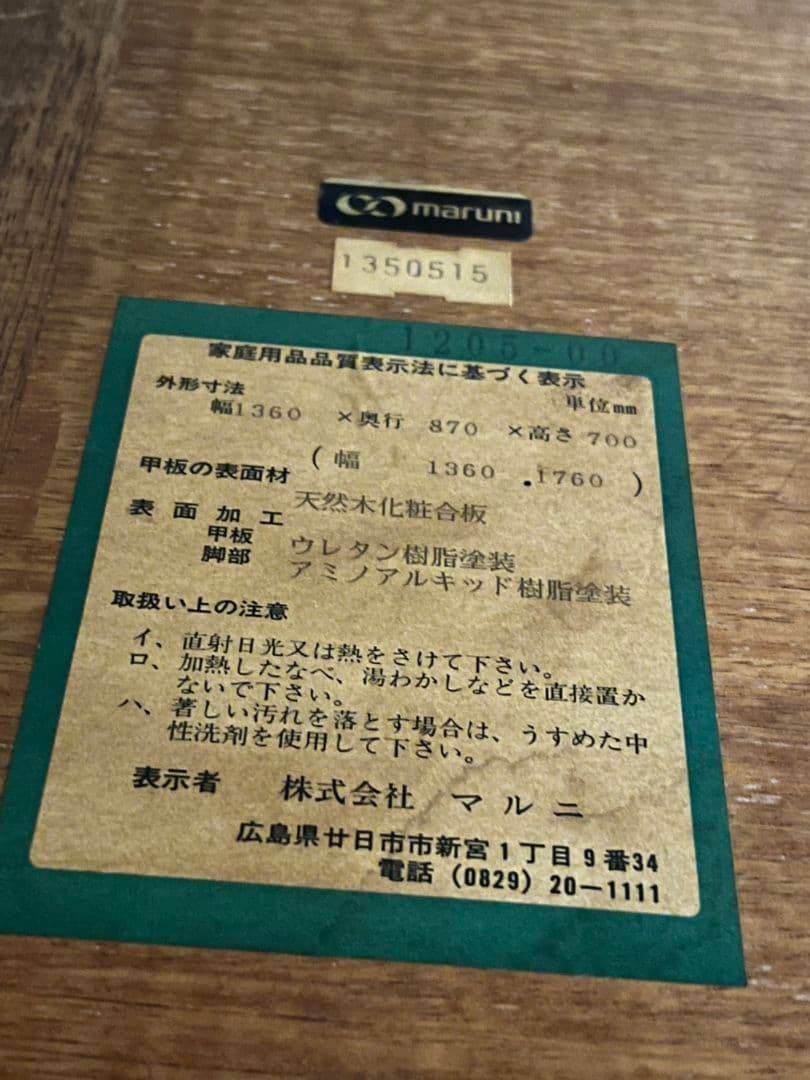 maruni
1350515
1205-00
家庭用品品質表示法に基づく表示
外形寸法 単位mm
幅1360 ×奥行 870 ×高さ 700
(幅 1360 .1760 )
甲板の表面材 天然木化粧合板
表面加工
甲板 ウレタン樹脂塗装
脚部 アミノアルキッド樹脂塗装
取扱い上の注意
イ、直射日光又は熱をさけて下さい。
ロ、加熱したなべ、湯わかしなどを直接置か
ないで下さい。
ハ、著しい汚れを落とす場合は、うすめた中
性洗剤を使用して下さい。
表示者 株式会社 マルニ
広島県廿日市市新宮1丁目9番34
電話 (0829) 20-1111